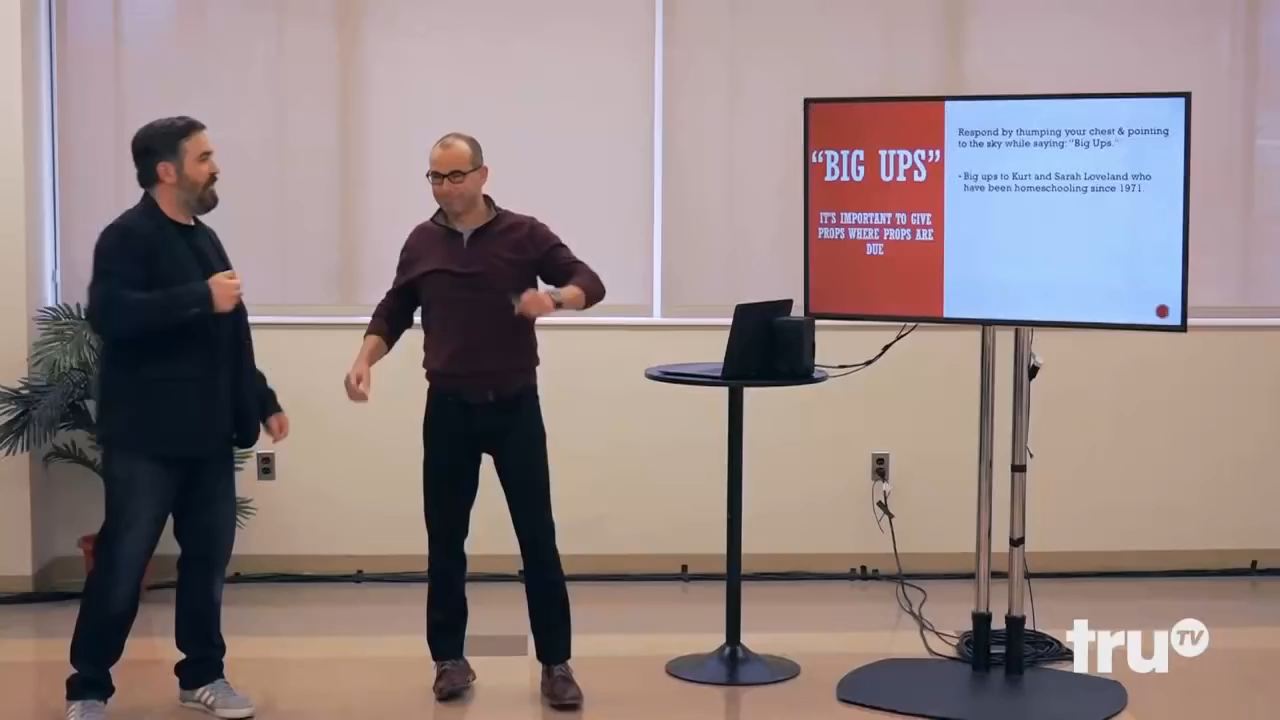 “BIG UPS”
IT’S IMPORTANT TO GIVE
PROPS WHERE PROPS ARE
DUE
Respond by thumping your chest & pointing
to the sky while saying: “Big Ups.”
- Big ups to Kurt and Sarah Loveland who
have been homeschooling since 1971.
truTV